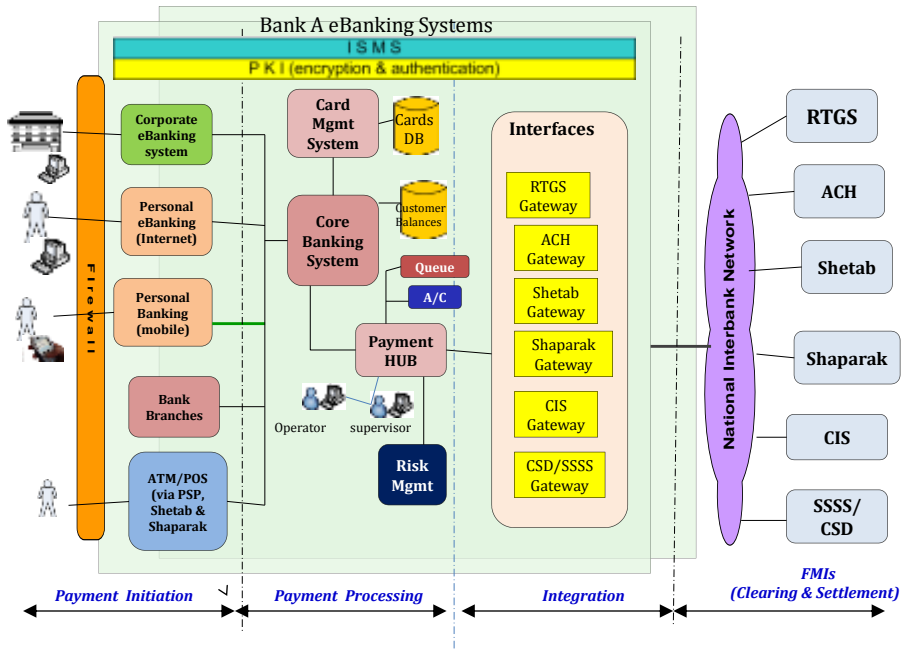 Bank A eBanking Systems
I S M S
P K I (encryption & authentication)
Firewall
Corporate
eBanking
system
Personal
eBanking
(Internet)
Personal
Banking
(mobile)
Bank
Branches
ATM/POS
(via PSP,
Shetab &
Shaparak
Card
Mgmt
System
Cards
DB
Core
Banking
System
Customer
Balances
Queue
A/C
Payment
HUB
Operator
supervisor
Risk
Mgmt
Interfaces
RTGS
Gateway
ACH
Gateway
Shetab
Gateway
Shaparak
Gateway
CIS
Gateway
CSD/SSSS
Gateway
National Interbank Network
RTGS
ACH
Shetab
Shaparak
CIS
SSSS/
CSD
Payment Initiation
Payment Processing
Integration
FMIs
(Clearing & Settlement)